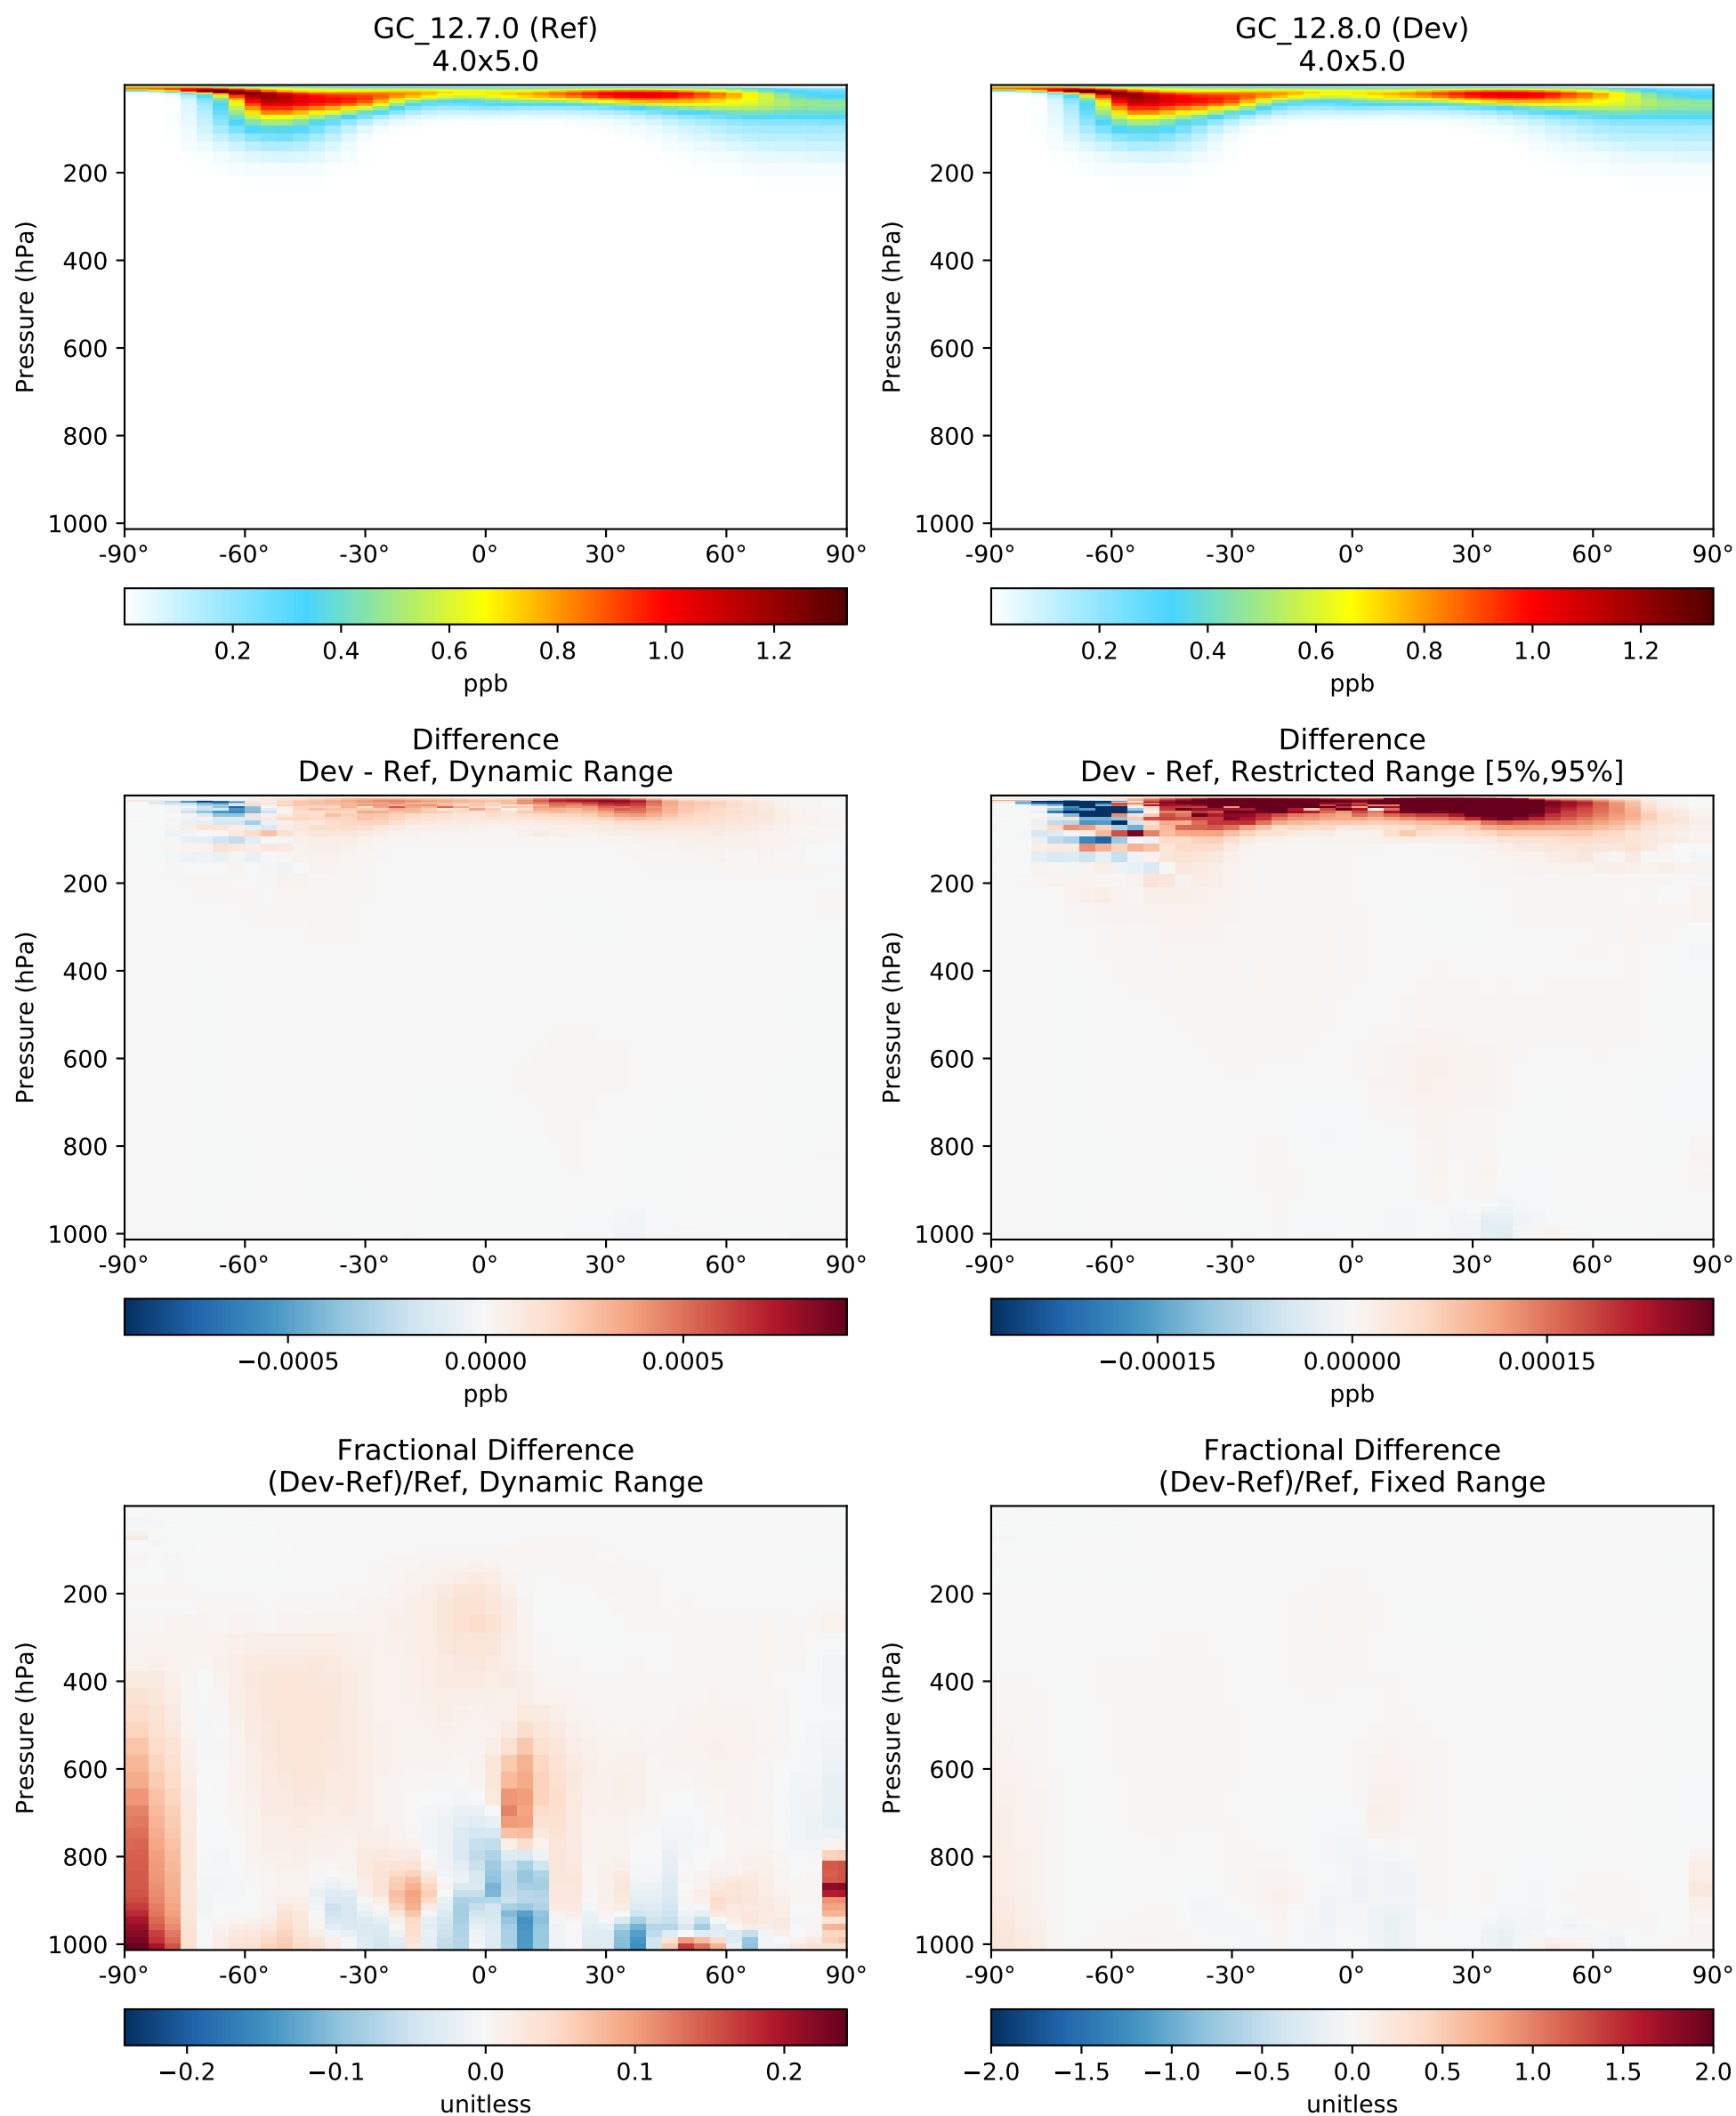 GC_12.7.0 (Ref)
4.0x5.0
Pressure (hPa)
200
400
600
800
1000
-90° -60° -30° 0° 30° 60° 90°
0.2 0.4 0.6 0.8 1.0 1.2
ppb
GC_12.8.0 (Dev)
4.0x5.0
Pressure (hPa)
200
400
600
800
1000
-90° -60° -30° 0° 30° 60° 90°
0.2 0.4 0.6 0.8 1.0 1.2
ppb
Difference
Dev - Ref, Dynamic Range
Pressure (hPa)
200
400
600
800
1000
-90° -60° -30° 0° 30° 60° 90°
−0.0005 0.0000 0.0005
ppb
Difference
Dev - Ref, Restricted Range [5%,95%]
Pressure (hPa)
200
400
600
800
1000
-90° -60° -30° 0° 30° 60° 90°
−0.00015 0.00000 0.00015
ppb
Fractional Difference
(Dev-Ref)/Ref, Dynamic Range
Pressure (hPa)
200
400
600
800
1000
-90° -60° -30° 0° 30° 60° 90°
−0.2 −0.1 0.0 0.1 0.2
unitless
Fractional Difference
(Dev-Ref)/Ref, Fixed Range
Pressure (hPa)
200
400
600
800
1000
-90° -60° -30° 0° 30° 60° 90°
−2.0 −1.5 −1.0 −0.5 0.0 0.5 1.0 1.5 2.0
unitless